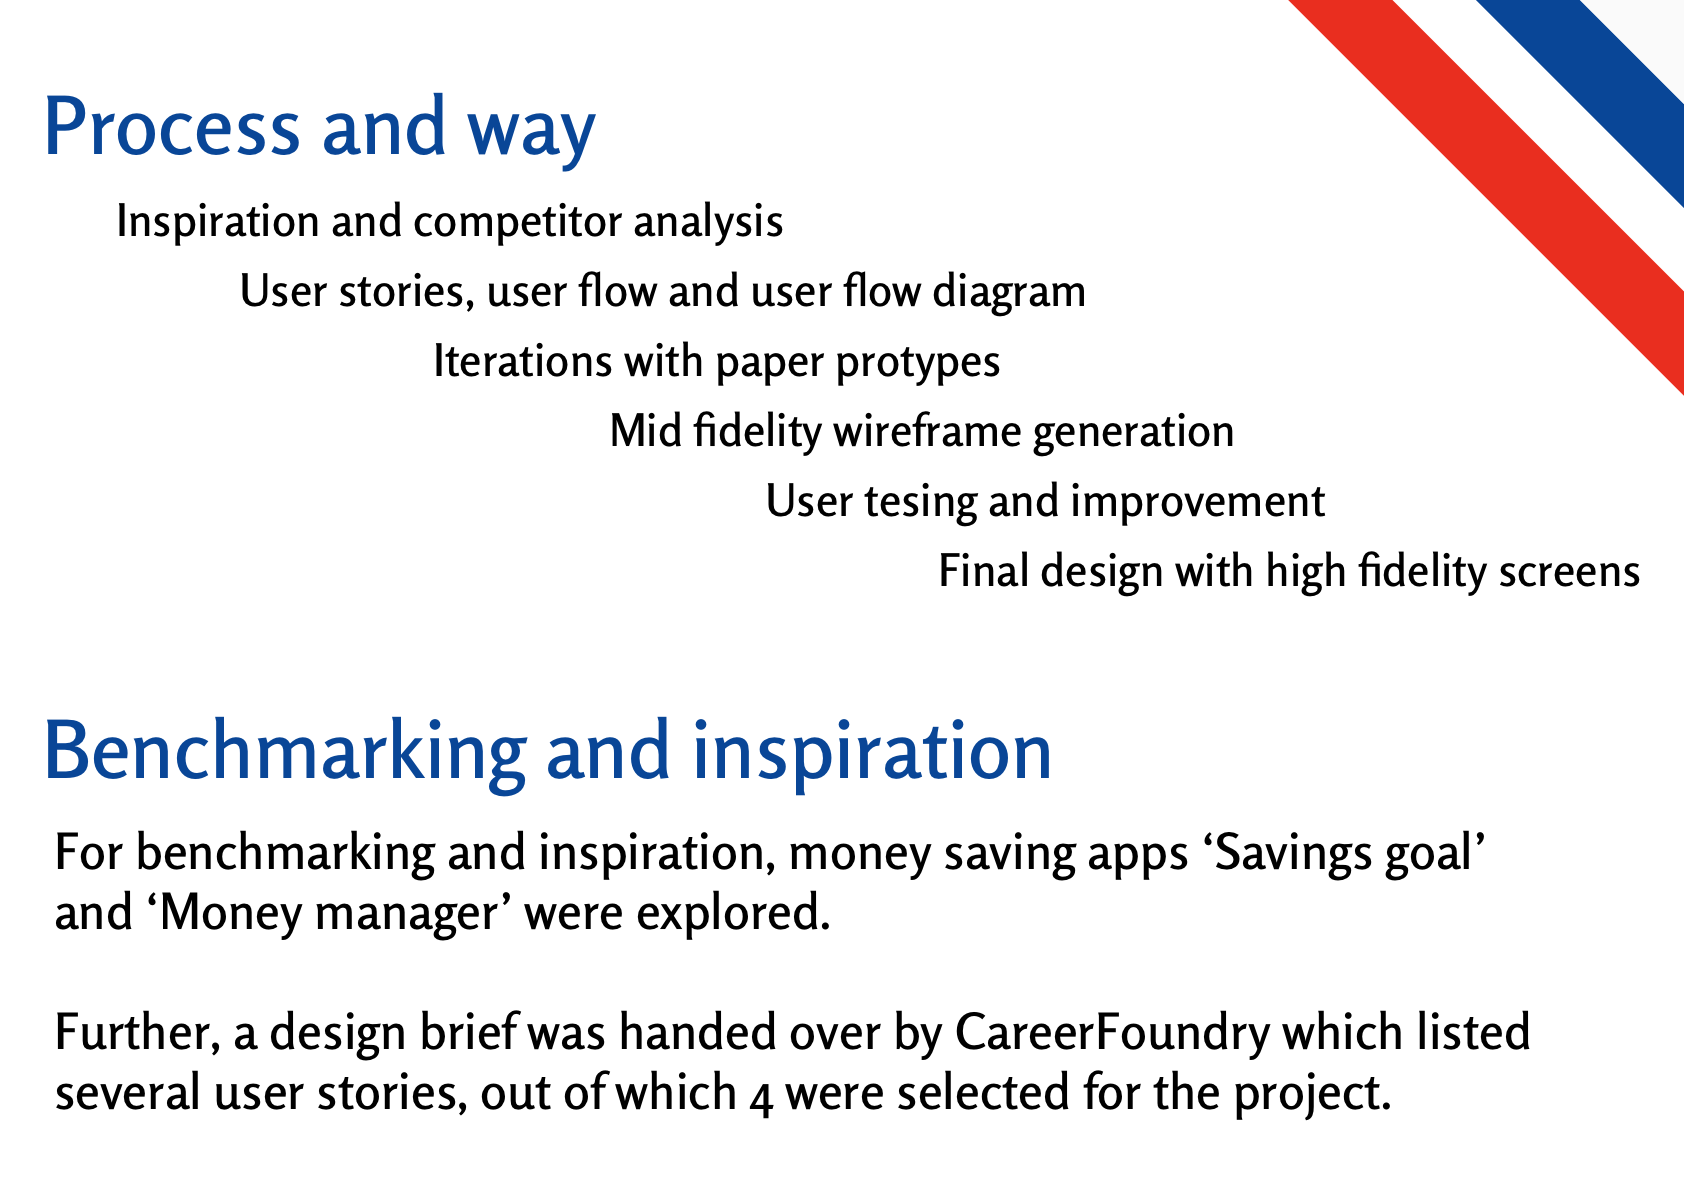 Process and way
Inspiration and competitor analysis
User stories, user flow and user flow diagram
Iterations with paper protypes
Mid fidelity wireframe generation
User tesing and improvement
Final design with high fidelity screens
Benchmarking and inspiration
For benchmarking and inspiration, money saving apps ‘Savings goal’
and ‘Money manager’ were explored.
Further, a design brief was handed over by CareerFoundry which listed
several user stories, out of which 4 were selected for the project.